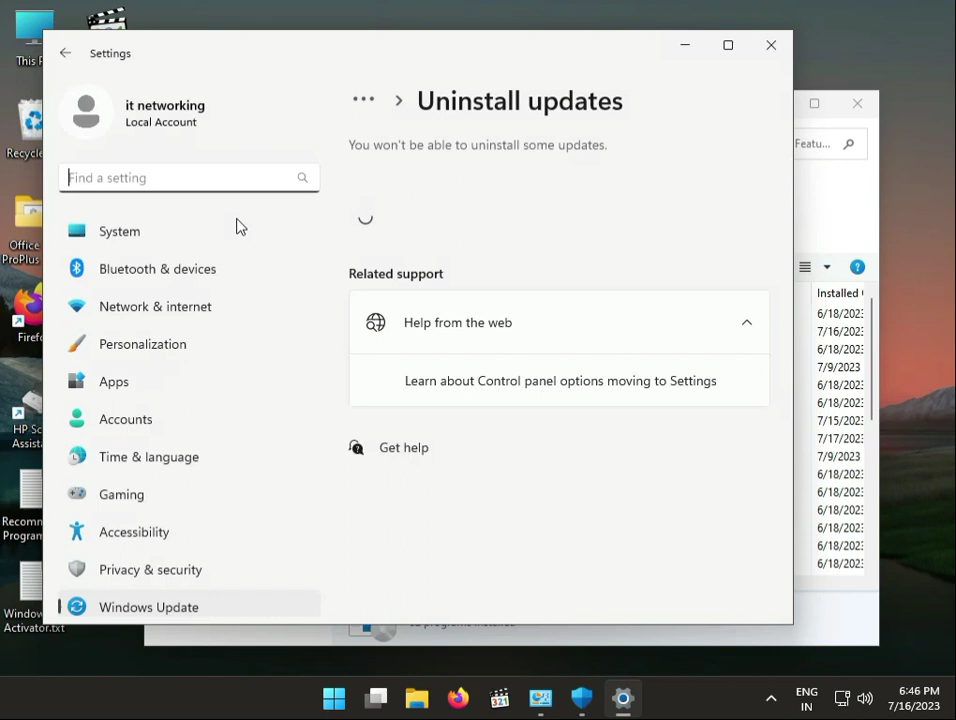 This P
Recycle
Office
ProPlus
Firefo
HP Su
Assist
Recomm
Program
Window
Activator.txt
Settings
it networking
Local Account
Find a setting
System
Bluetooth & devices
Network & internet
Personalization
Apps
Accounts
Time & language
Gaming
Accessibility
Privacy & security
Windows Update
Uninstall updates
You won't be able to uninstall some updates.
Related support
Help from the web
Learn about Control panel options moving to Settings
Get help
Featu...
Installed
6/18/2023
7/16/2023
6/18/2023
7/9/2023
6/18/2023
6/18/2023
7/15/2023
7/17/2023
7/9/2023
6/18/2023
6/18/2023
6/18/2023
6/18/2023
6/18/2023
6/18/2023
321
ENG
IN
6:46 PM
7/16/2023